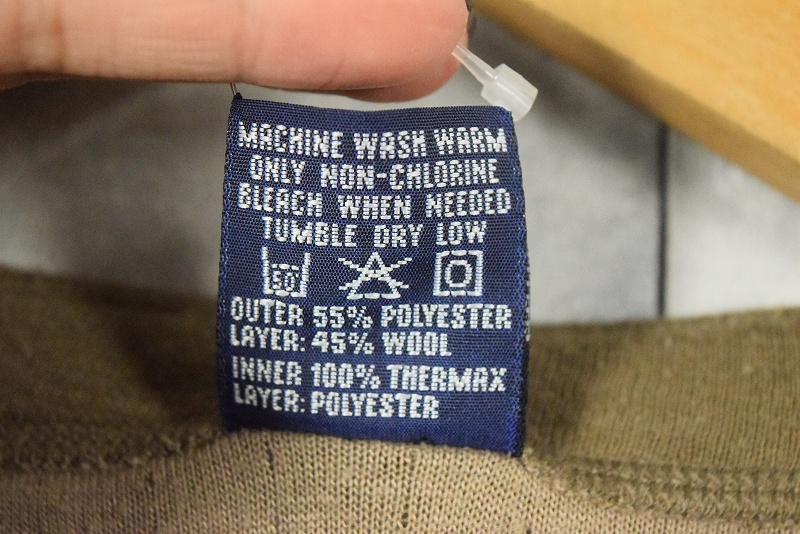 MACHINE WASH WARM
ONLY NON-CHLORINE
BLEACH WHEN NEEDED
TUMBLE DRY LOW
50°
OUTER 55% POLYESTER
LAYER: 45% WOOL
INNER 100% THERMAX
LAYER: POLYESTER